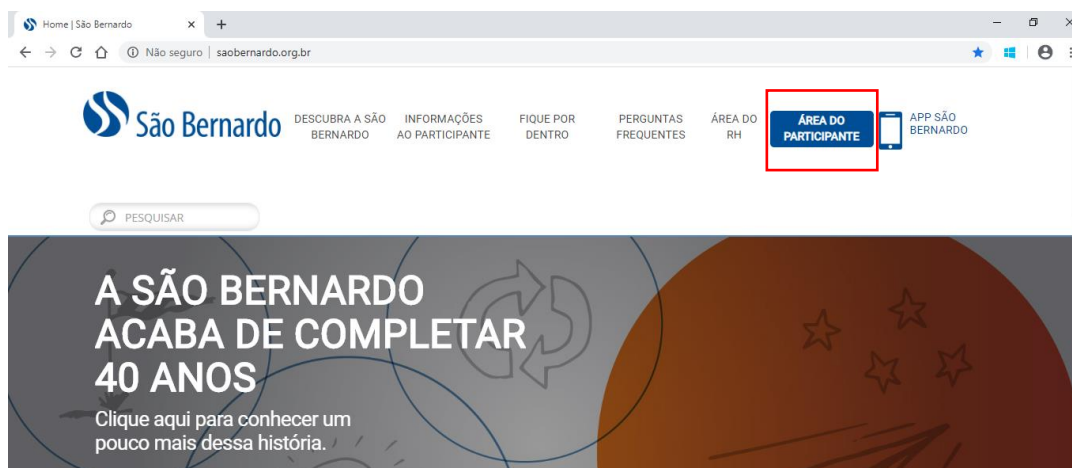 Home | São Bernardo
Não seguro | saobernardo.org.br
São Bernardo
DESCUBRA A SÃO
BERNARDO
INFORMAÇÕES
AO PARTICIPANTE
FIQUE POR
DENTRO
PERGUNTAS
FREQUENTES
ÁREA DO
RH
ÁREA DO
PARTICIPANTE
APP SÃO
BERNARDO
PESQUISAR
A SÃO BERNARDO
ACABA DE COMPLETAR
40 ANOS
Clique aqui para conhecer um
pouco mais dessa história.